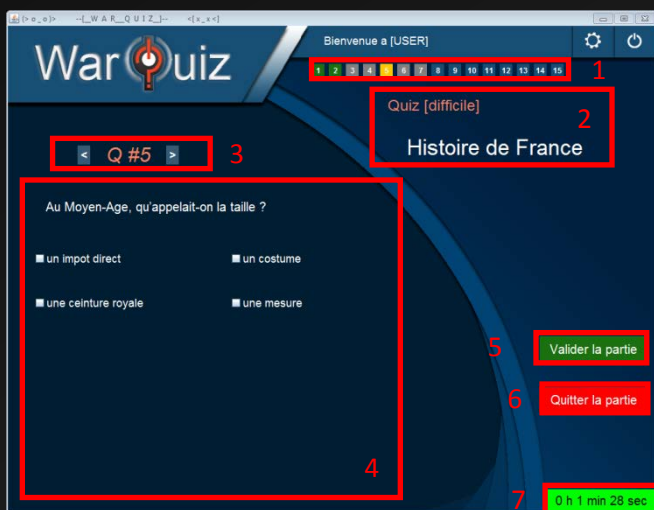 (> o _ o )>      --[_ W A R __ Q U I Z _]--      <[ x _ x <]
Bienvenue a [USER]
War Quiz
1 2 3 4 5 6 7 8 9 10 11 12 13 14 15
1
Quiz [difficile]
2
Histoire de France
< Q #5 >
3
Au Moyen-Age, qu'appelait-on la taille ?
un impot direct
un costume
une ceinture royale
une mesure
5
Valider la partie
6
Quitter la partie
4
7
0 h 1 min 28 sec